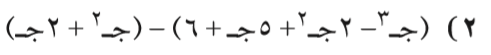 ٢) (جـ٣ – ٢جـ٢ + ٥جـ + ٦) – (جـ٢ + ٢جـ)